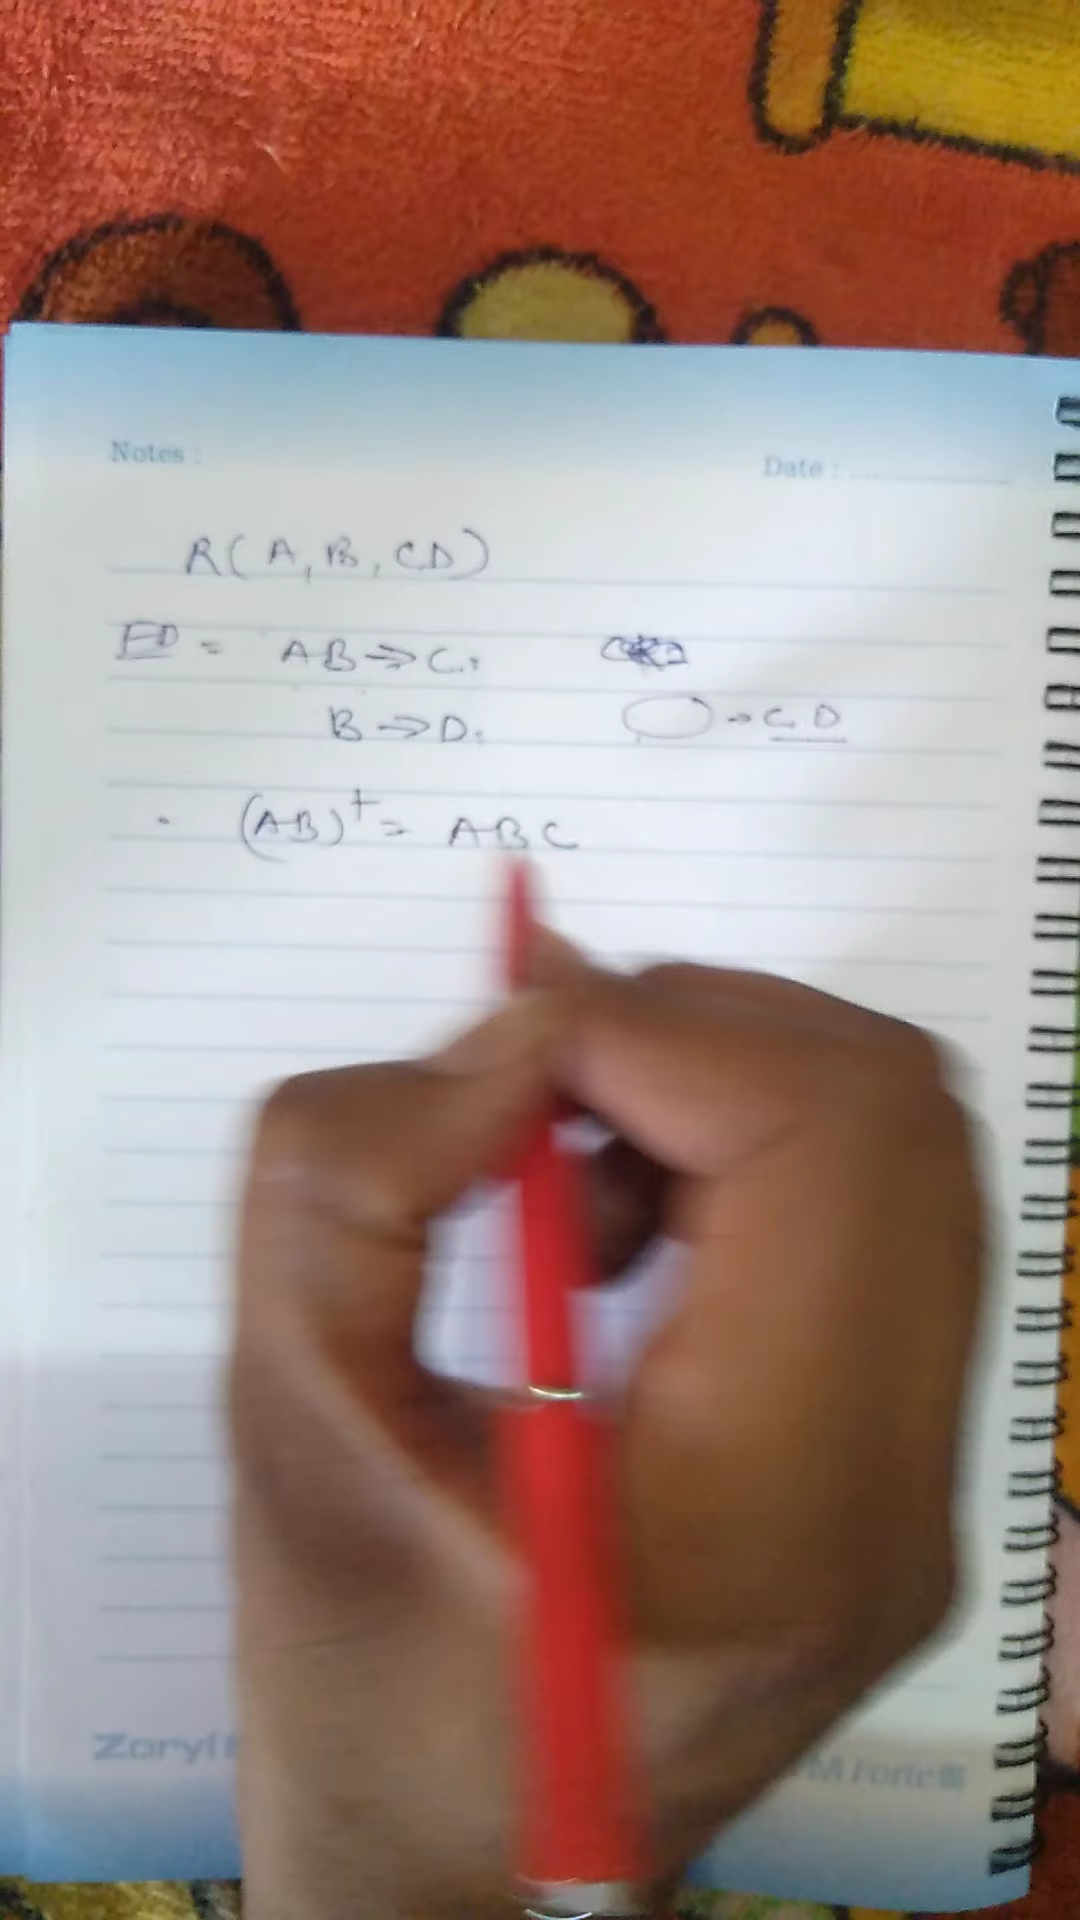 Notes :
Date :
R(A, B, CD)
FD = AB → C.
B → D. → C, D
(AB)⁺ = ABC